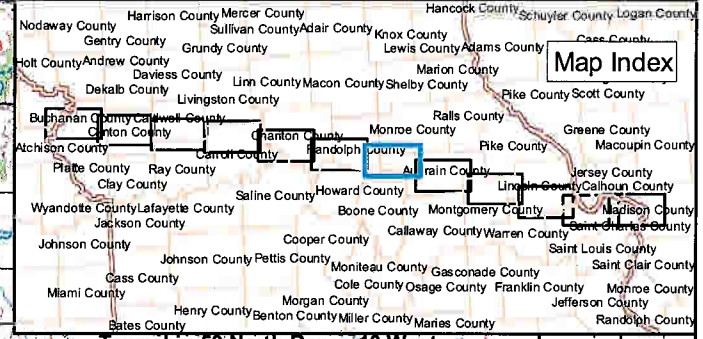 Hancock County Schuyler County Logan County
Harrison County Mercer County
Nodaway County Sullivan County Adair County Knox County Cass County
Gentry County Grundy County Lewis County Adams County
Map Index
Holt County Andrew County Marion County
Daviess County Linn County Macon County Shelby County
Dekalb County Pike County Scott County
Livingston County
Ralls County
Buchanan County Caldwell County
Clinton County Chariton County Monroe County Greene County
Atchison County Randolph County Pike County Macoupin County
Carroll County
Platte County Ray County Audrain County Jersey County
Clay County Saline County Howard County Lincoln County Calhoun County
Wyandotte County Lafayette County Boone County Montgomery County Madison County
Jackson County Callaway County Warren County Saint Charles County
Johnson County Cooper County Saint Louis County
Johnson County Pettis County Moniteau County Saint Clair County
Cass County Gasconade County
Miami County Cole County Osage County Franklin County Monroe County
Morgan County Jefferson County
Henry County Benton County Miller County Maries County Randolph County
Bates County